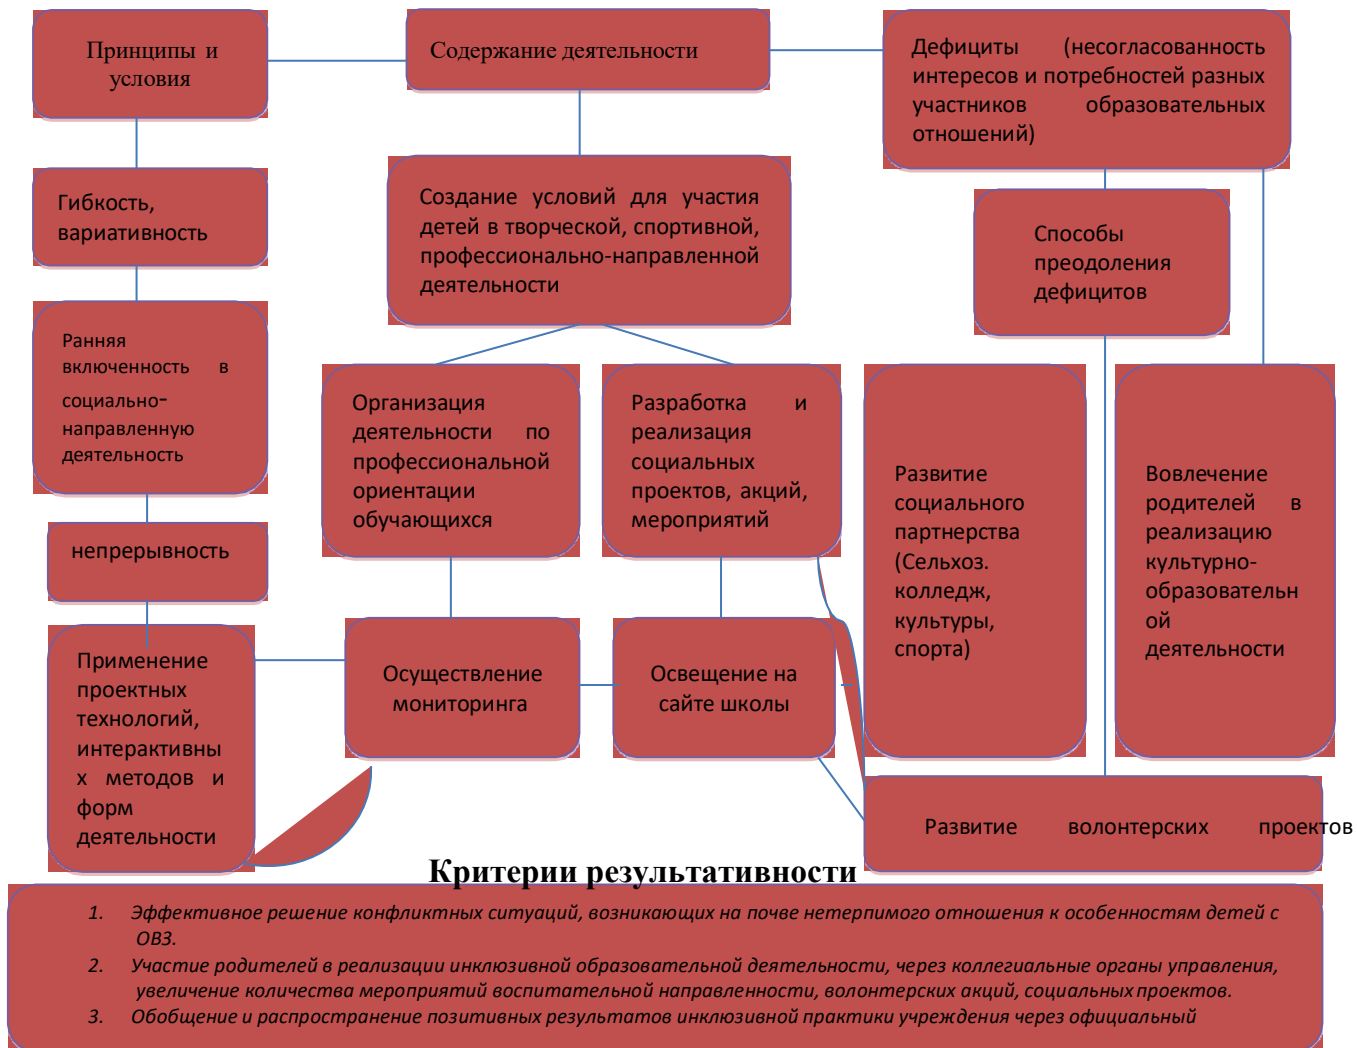 Принципы и
условия
Содержание деятельности
Дефициты (несогласованность
интересов и потребностей разных
участников образовательных
отношений)
Гибкость,
вариативность
Создание условий для участия
детей в творческой, спортивной,
профессионально-направленной
деятельности
Способы
преодоления
дефицитов
Ранняя
включенность в
социально-
направленную
деятельность
Организация
деятельности по
профессиональной
ориентации
обучающихся
Разработка и
реализация
социальных
проектов, акций,
мероприятий
Развитие
социального
партнерства
(Сельхоз.
колледж,
культуры,
спорта)
Вовлечение
родителей в
реализацию
культурно-
образовательн
ой
деятельности
непрерывность
Применение
проектных
технологий,
интерактивны
х методов и
форм
деятельности
Осуществление
мониторинга
Освещение на
сайте школы
Развитие волонтерских проектов
Критерии результативности
1. Эффективное решение конфликтных ситуаций, возникающих на почве нетерпимого отношения к особенностям детей с
ОВЗ.
2. Участие родителей в реализации инклюзивной образовательной деятельности, через коллегиальные органы управления,
увеличение количества мероприятий воспитательной направленности, волонтерских акций, социальных проектов.
3. Обобщение и распространение позитивных результатов инклюзивной практики учреждения через официальный